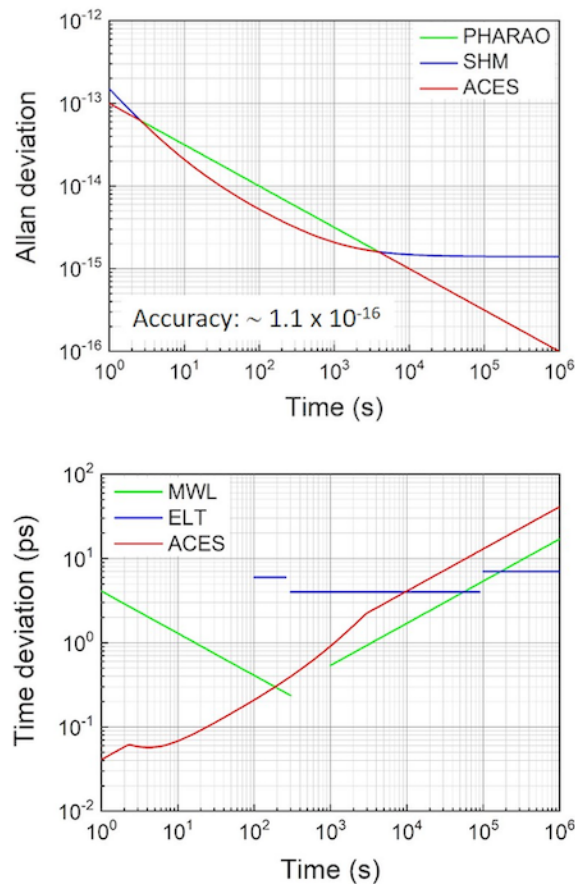 10⁻¹²
10⁻¹³
10⁻¹⁴
10⁻¹⁵
10⁻¹⁶
Allan deviation
PHARAO
SHM
ACES
Accuracy: ~ 1.1 x 10⁻¹⁶
10⁰ 10¹ 10² 10³ 10⁴ 10⁵ 10⁶
Time (s)
10²
10¹
10⁰
10⁻¹
10⁻²
Time deviation (ps)
MWL
ELT
ACES
10⁰ 10¹ 10² 10³ 10⁴ 10⁵ 10⁶
Time (s)